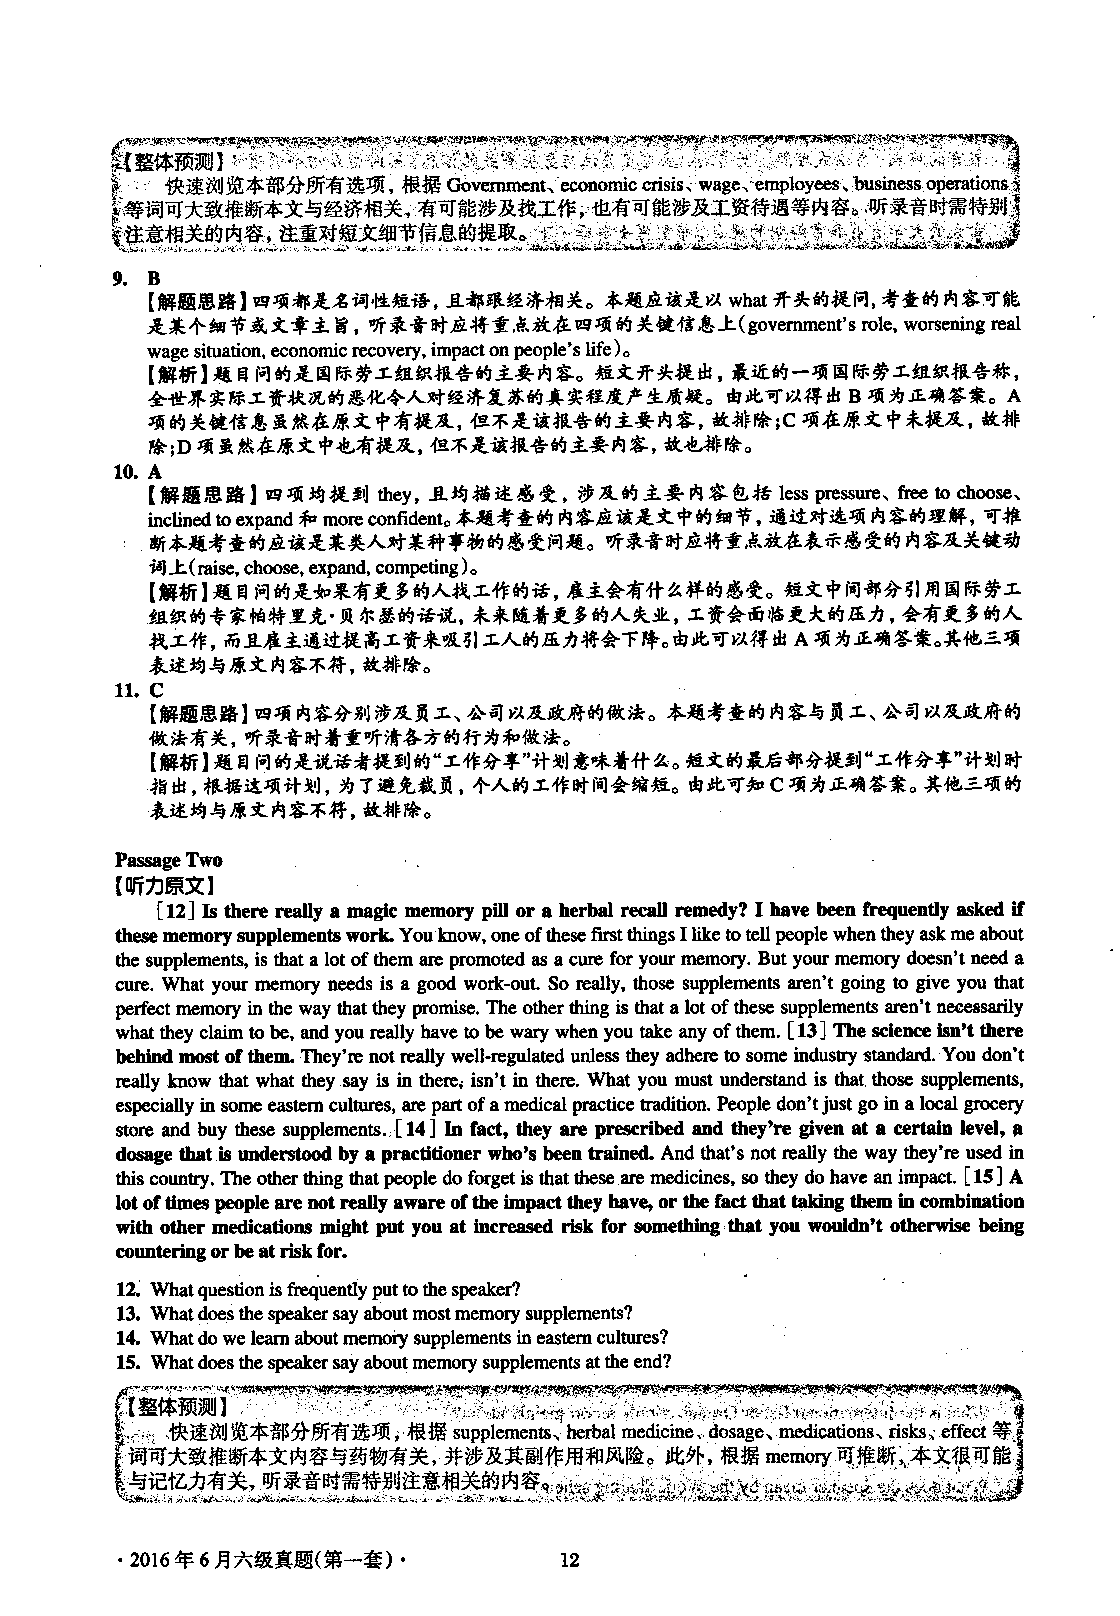 【整体预测】
快速浏览本部分所有选项，根据 Government、economic crisis、wage、employees、business operations
等词可大致推断本文与经济相关，有可能涉及找工作，也有可能涉及工资待遇等内容。听录音时需特别
注意相关的内容，注重对短文细节信息的提取。
9. B
【解题思路】四项都是名词性短语，且都跟经济相关。本题应该是以 what 开头的提问，考查的内容可能
是某个细节或文章主旨，听录音时应将重点放在四项的关键信息上(government's role, worsening real
wage situation, economic recovery, impact on people's life)。
【解析】题目问的是国际劳工组织报告的主要内容。短文开头提出，最近的一项国际劳工组织报告称，
全世界实际工资状况的恶化令人对经济复苏的真实程度产生质疑。由此可以得出 B 项为正确答案。A
项的关键信息虽然在原文中有提及，但不是该报告的主要内容，故排除；C 项在原文中未提及，故排
除；D 项虽然在原文中也有提及，但不是该报告的主要内容，故也排除。
10. A
【解题思路】四项均提到 they，且均描述感受，涉及的主要内容包括 less pressure、free to choose、
inclined to expand 和 more confident。本题考查的内容应该是文中的细节，通过对选项内容的理解，可推
断本题考查的应该是某类人对某种事物的感受问题。听录音时应将重点放在表示感受的内容及关键动
词上(raise, choose, expand, competing)。
【解析】题目问的是如果有更多的人找工作的话，雇主会有什么样的感受。短文中间部分引用国际劳工
组织的专家帕特里克·贝尔瑟的话说，未来随着更多的人失业，工资会面临更大的压力，会有更多的人
找工作，而且雇主通过提高工资来吸引工人的压力将会下降。由此可以得出 A 项为正确答案。其他三项
表述均与原文内容不符，故排除。
11. C
【解题思路】四项内容分别涉及员工、公司以及政府的做法。本题考查的内容与员工、公司以及政府的
做法有关，听录音时着重听清各方的行为和做法。
【解析】题目问的是说话者提到的“工作分享”计划意味着什么。短文的最后部分提到“工作分享”计划时
指出，根据这项计划，为了避免裁员，个人的工作时间会缩短。由此可知 C 项为正确答案。其他三项的
表述均与原文内容不符，故排除。
Passage Two
【听力原文】
[12] Is there really a magic memory pill or a herbal recall remedy? I have been frequently asked if
these memory supplements work. You know, one of these first things I like to tell people when they ask me about
the supplements, is that a lot of them are promoted as a cure for your memory. But your memory doesn't need a
cure. What your memory needs is a good work-out. So really, those supplements aren't going to give you that
perfect memory in the way that they promise. The other thing is that a lot of these supplements aren't necessarily
what they claim to be, and you really have to be wary when you take any of them. [13] The science isn't there
behind most of them. They're not really well-regulated unless they adhere to some industry standard. You don't
really know that what they say is in there, isn't in there. What you must understand is that those supplements,
especially in some eastern cultures, are part of a medical practice tradition. People don't just go in a local grocery
store and buy these supplements. [14] In fact, they are prescribed and they're given at a certain level, a
dosage that is understood by a practitioner who's been trained. And that's not really the way they're used in
this country. The other thing that people do forget is that these are medicines, so they do have an impact. [15] A
lot of times people are not really aware of the impact they have, or the fact that taking them in combination
with other medications might put you at increased risk for something that you wouldn't otherwise being
countering or be at risk for.
12. What question is frequently put to the speaker?
13. What does the speaker say about most memory supplements?
14. What do we learn about memory supplements in eastern cultures?
15. What does the speaker say about memory supplements at the end?
【整体预测】
快速浏览本部分所有选项，根据 supplements、herbal medicine、dosage、medications、risks、effect 等
词可大致推断本文内容与药物有关，并涉及其副作用和风险。此外，根据 memory 可推断，本文很可能
与记忆力有关，听录音时需特别注意相关的内容。
·2016 年 6 月六级真题(第一套)· 12